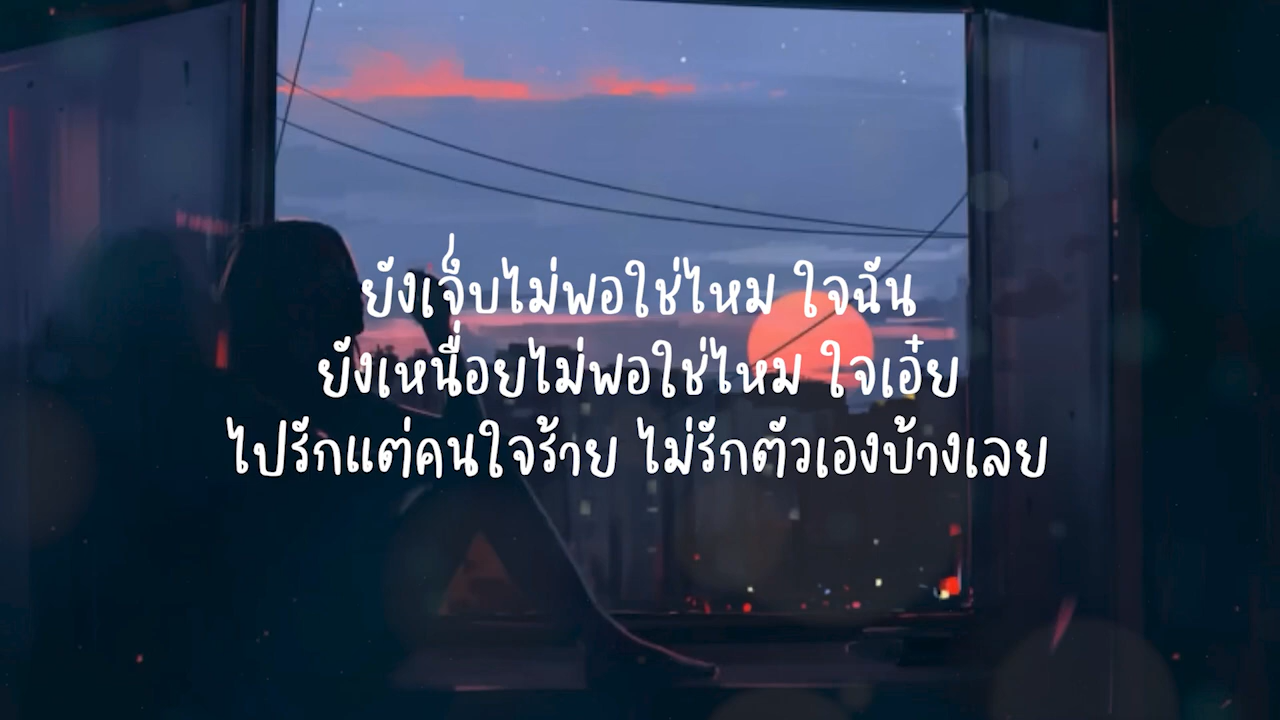 ยังเจ็บไม่พอใช่ไหม ใจฉัน
ยังเหนื่อยไม่พอใช่ไหม ใจเอ๋ย
ไปรักแต่คนใจร้าย ไม่รักตัวเองบ้างเลย